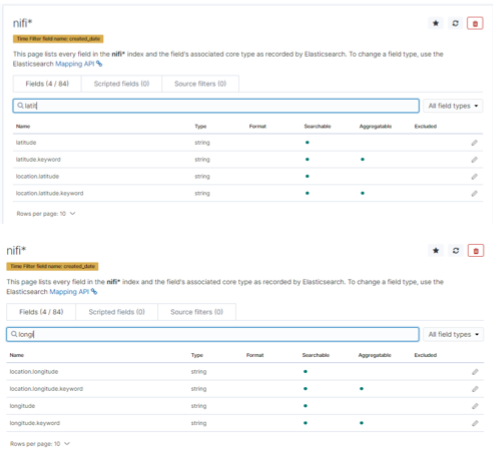 nifi*
Time Filter field name: created_date
This page lists every field in the nifi* index and the field's associated core type as recorded by Elasticsearch. To change a field type, use the
Elasticsearch Mapping API
Fields (4 / 84) Scripted fields (0) Source filters (0)
latit All field types
Name Type Format Searchable Aggregatable Excluded
latitude string
latitude.keyword string
location.latitude string
location.latitude.keyword string
Rows per page: 10
nifi*
Time Filter field name: created_date
This page lists every field in the nifi* index and the field's associated core type as recorded by Elasticsearch. To change a field type, use the
Elasticsearch Mapping API
Fields (4 / 84) Scripted fields (0) Source filters (0)
longi All field types
Name Type Format Searchable Aggregatable Excluded
location.longitude string
location.longitude.keyword string
longitude string
longitude.keyword string
Rows per page: 10